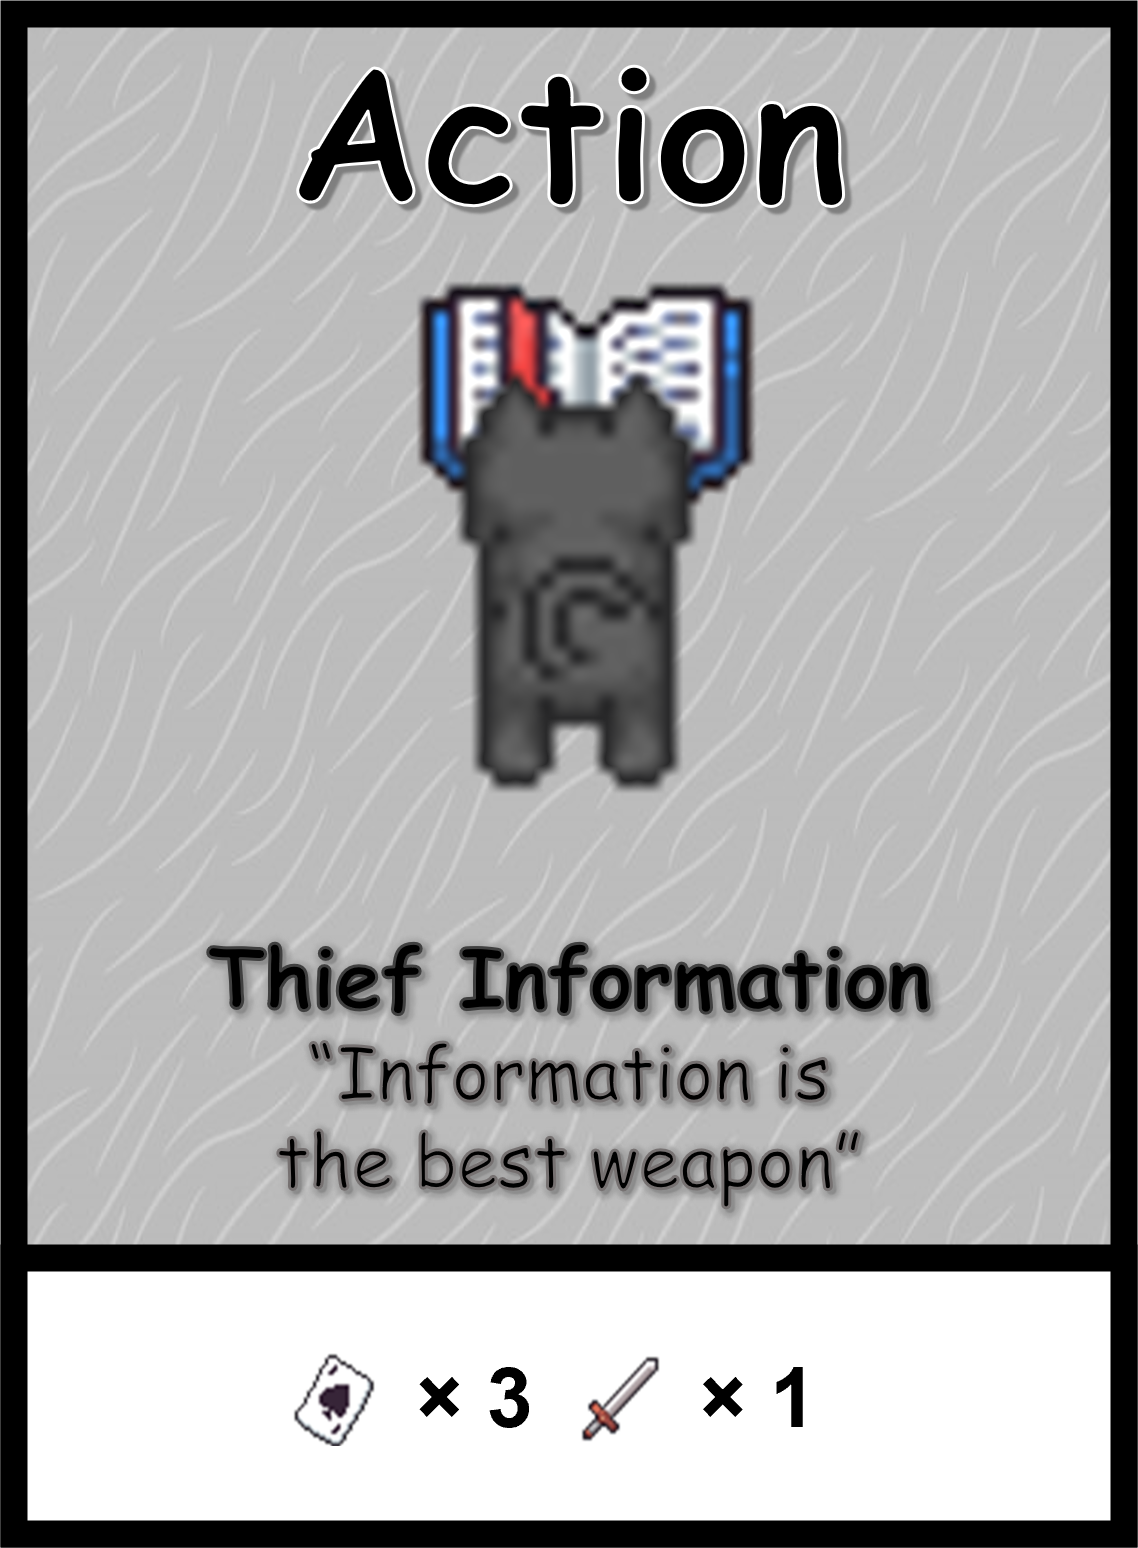 Action
Thief Information
“Information is
the best weapon”
× 3 × 1